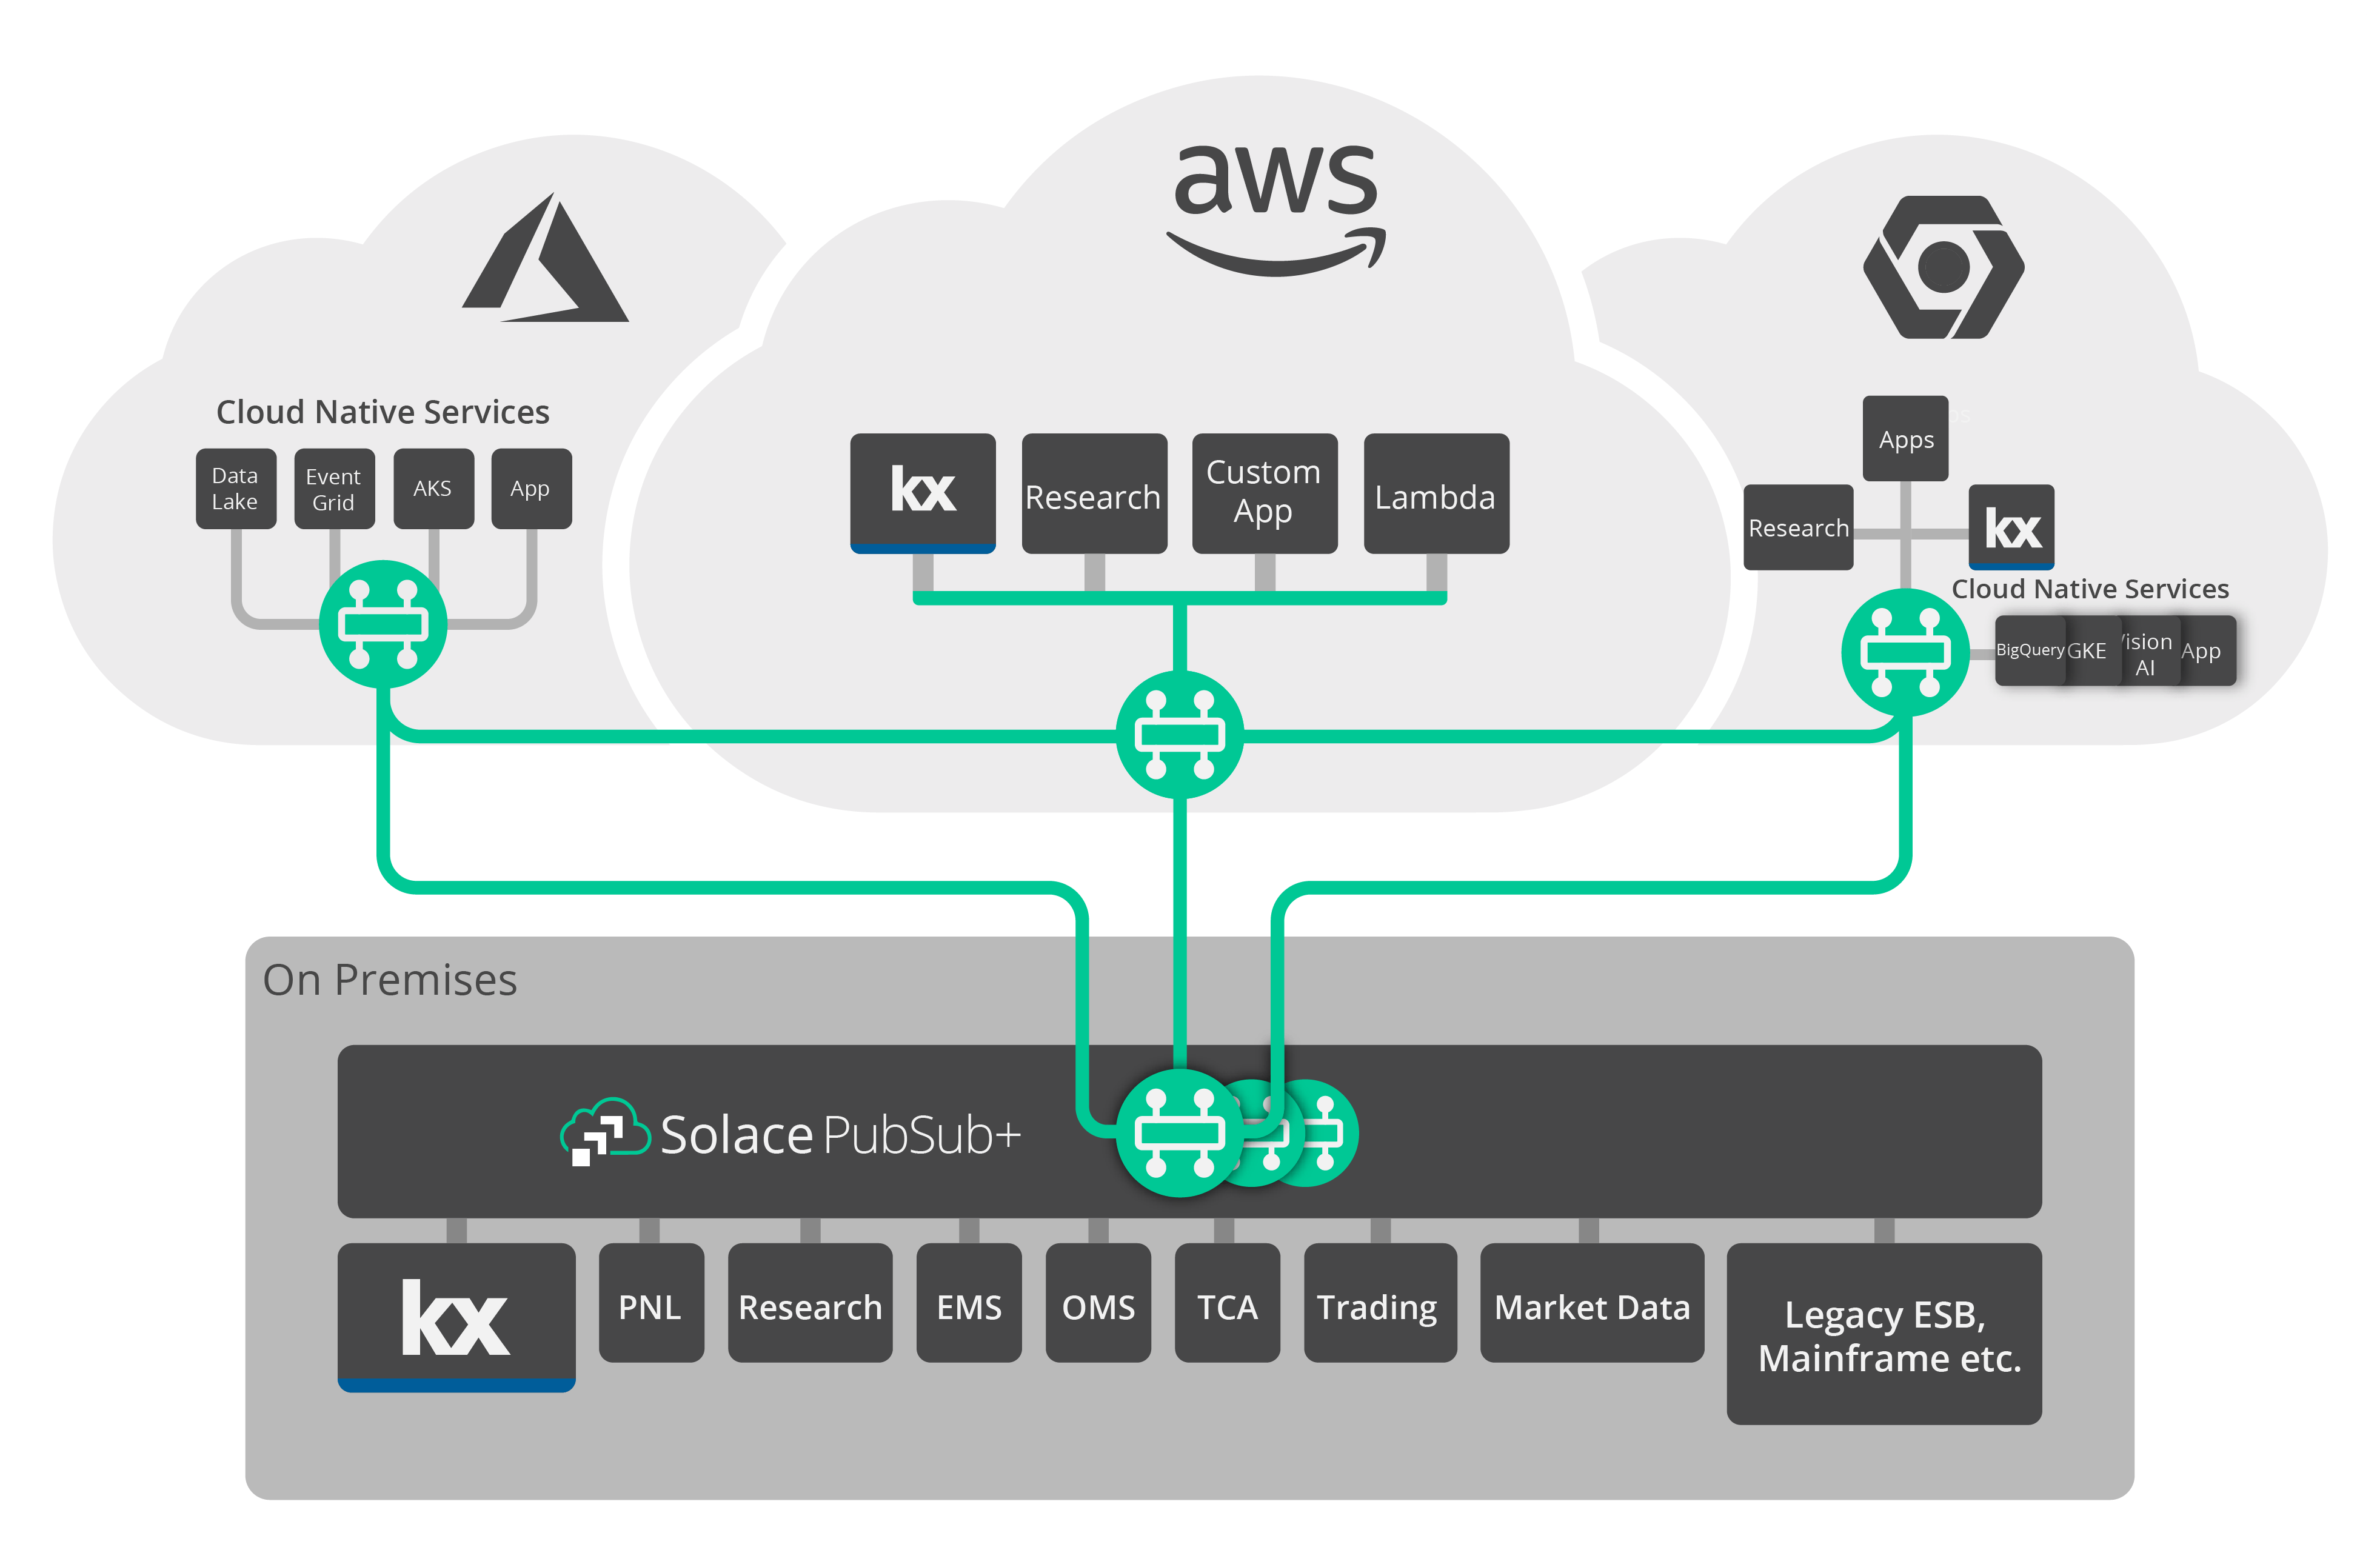 aws
Cloud Native Services
Data
Lake
Event
Grid
AKS
App
kx
Research
Custom
App
Lambda
Apps
Research
kx
Cloud Native Services
BigQuery
GKE
Vision
AI
App
On Premises
Solace PubSub+
kx
PNL
Research
EMS
OMS
TCA
Trading
Market Data
Legacy ESB,
Mainframe etc.